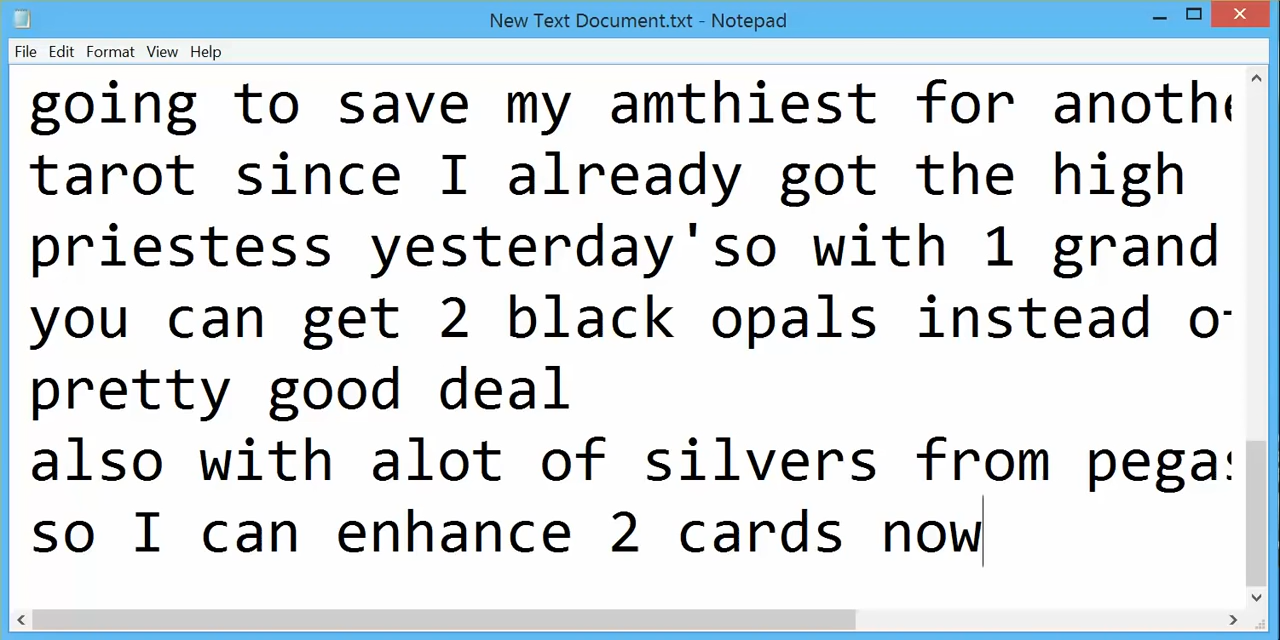 New Text Document.txt - Notepad
File Edit Format View Help
going to save my amthiest for anothe
tarot since I already got the high
priestess yesterday'so with 1 grand
you can get 2 black opals instead o
pretty good deal
also with alot of silvers from pegas
so I can enhance 2 cards now